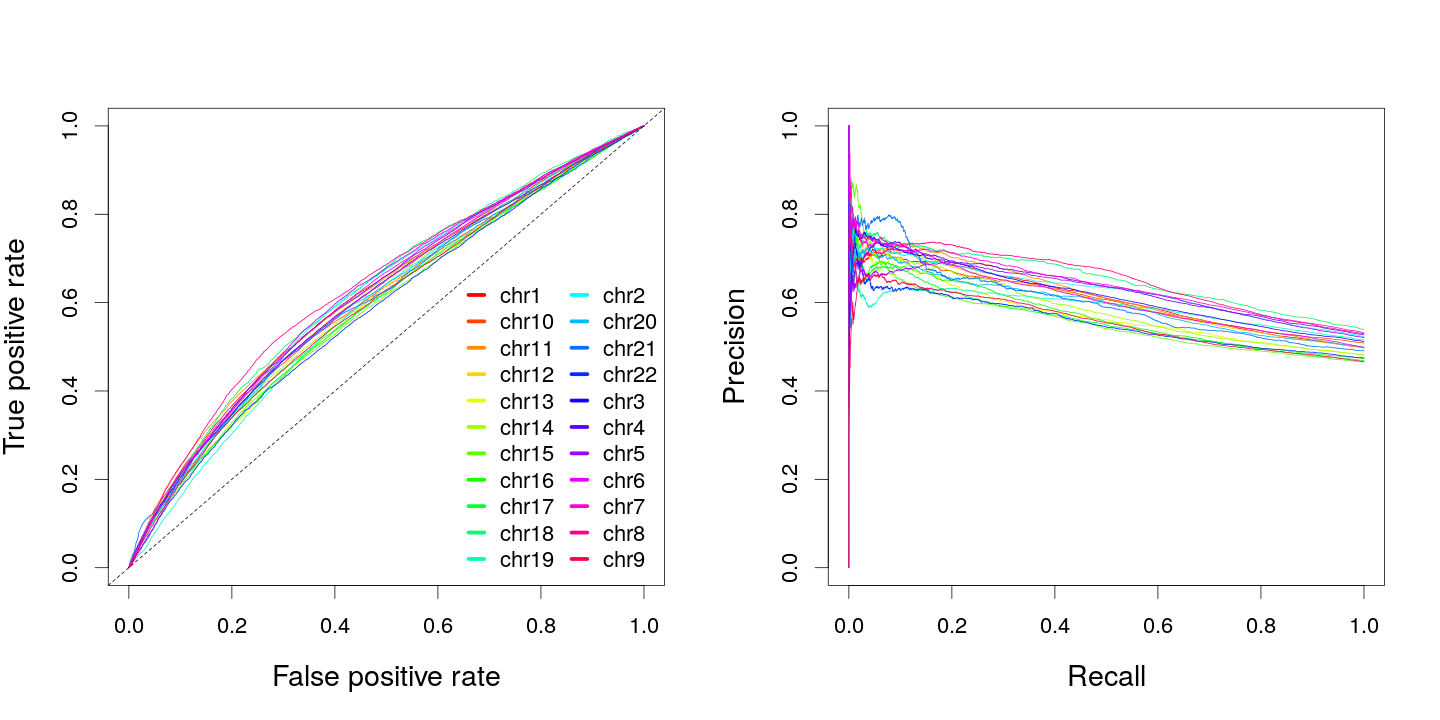 True positive rate
1.0
0.8
0.6
0.4
0.2
0.0
chr1 chr2
chr10 chr20
chr11 chr21
chr12 chr22
chr13 chr3
chr14 chr4
chr15 chr5
chr16 chr6
chr17 chr7
chr18 chr8
chr19 chr9
0.0 0.2 0.4 0.6 0.8 1.0
False positive rate
Precision
1.0
0.8
0.6
0.4
0.2
0.0
0.0 0.2 0.4 0.6 0.8 1.0
Recall